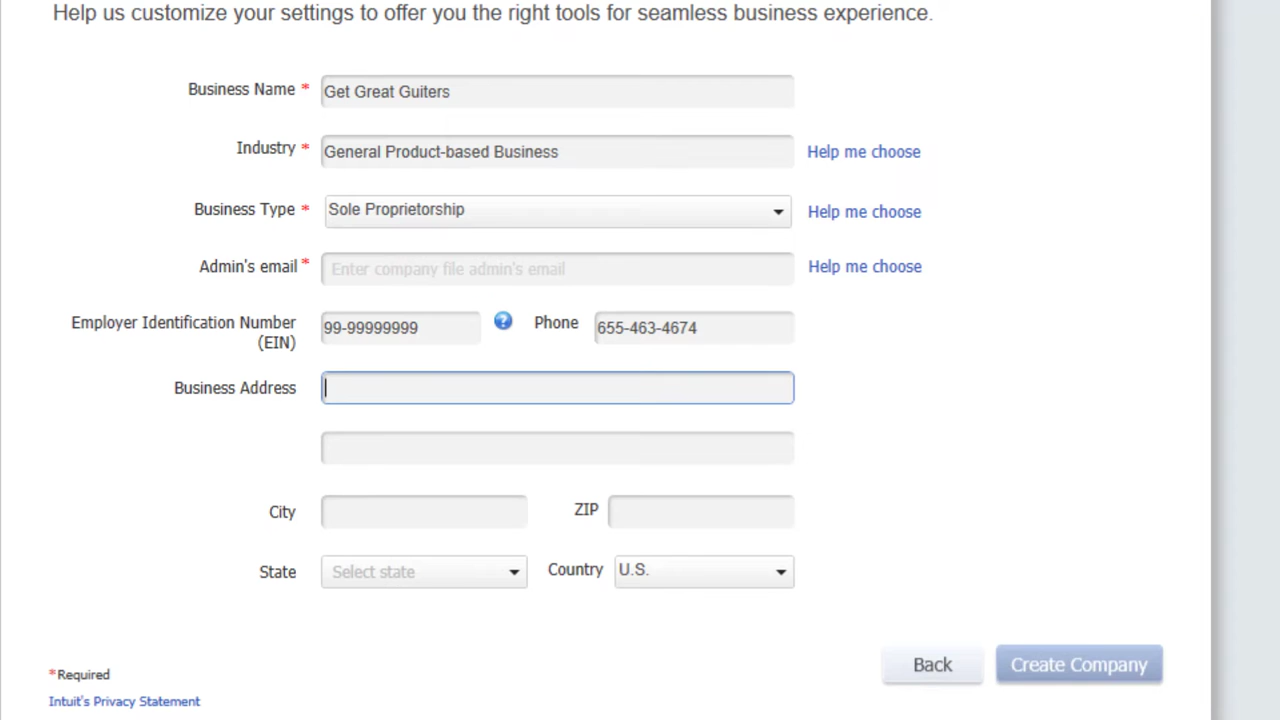 Help us customize your settings to offer you the right tools for seamless business experience.
Business Name * Get Great Guiters
Industry * General Product-based Business Help me choose
Business Type * Sole Proprietorship Help me choose
Admin's email * Enter company file admin's email Help me choose
Employer Identification Number (EIN) 99-99999999 ? Phone 655-463-4674
Business Address
City ZIP
State Select state Country U.S.
Back Create Company
*Required
Intuit's Privacy Statement